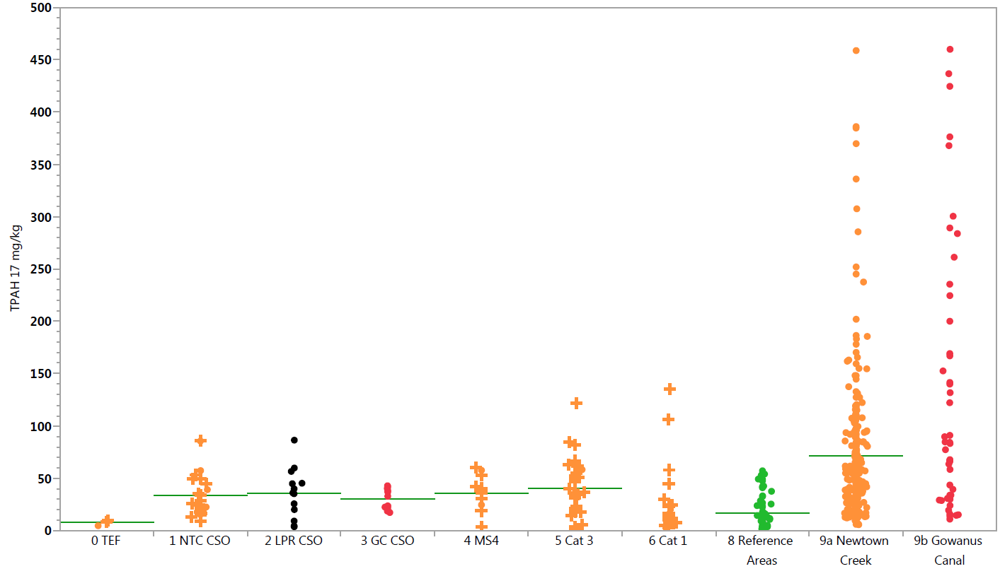 500
450
400
350
300
250
200
150
100
50
0
TPAH 17 mg/kg
0 TEF
1 NTC CSO
2 LPR CSO
3 GC CSO
4 MS4
5 Cat 3
6 Cat 1
8 Reference
Areas
9a Newtown
Creek
9b Gowanus
Canal